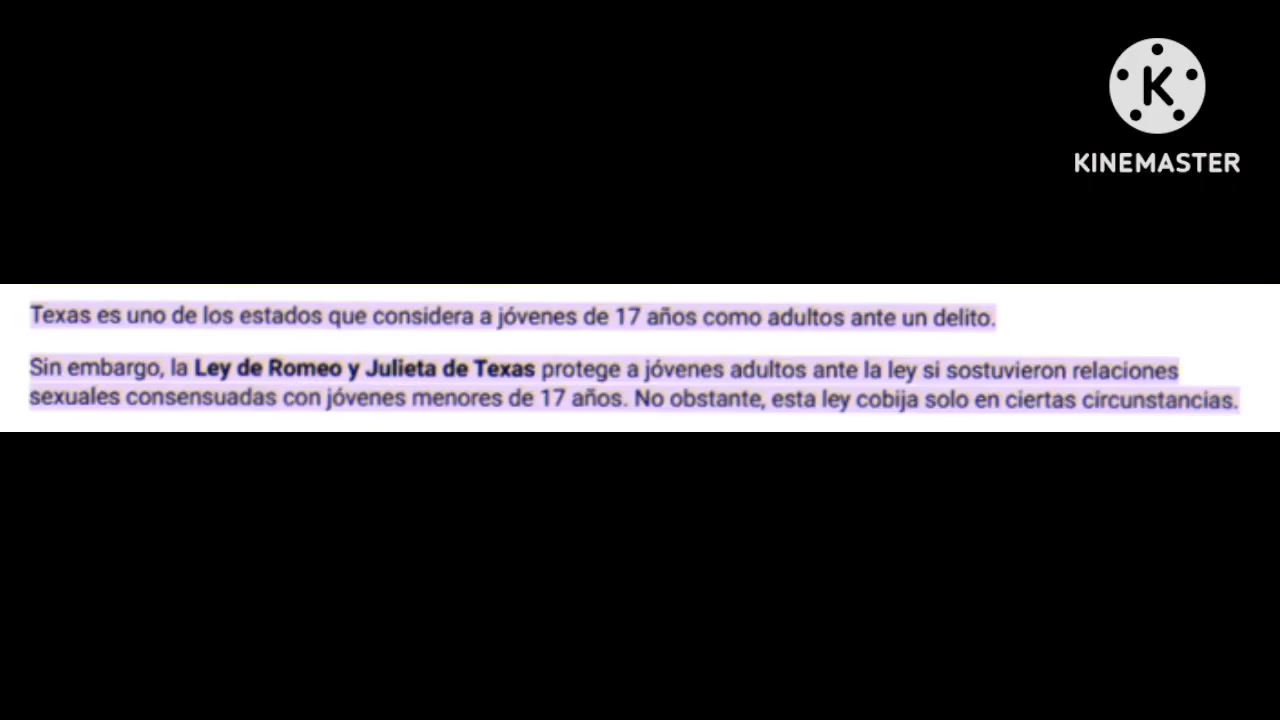 K
KINEMASTER
Texas es uno de los estados que considera a jóvenes de 17 años como adultos ante un delito.
Sin embargo, la Ley de Romeo y Julieta de Texas protege a jóvenes adultos ante la ley si sostuvieron relaciones
sexuales consensuadas con jóvenes menores de 17 años. No obstante, esta ley cobija solo en ciertas circunstancias.